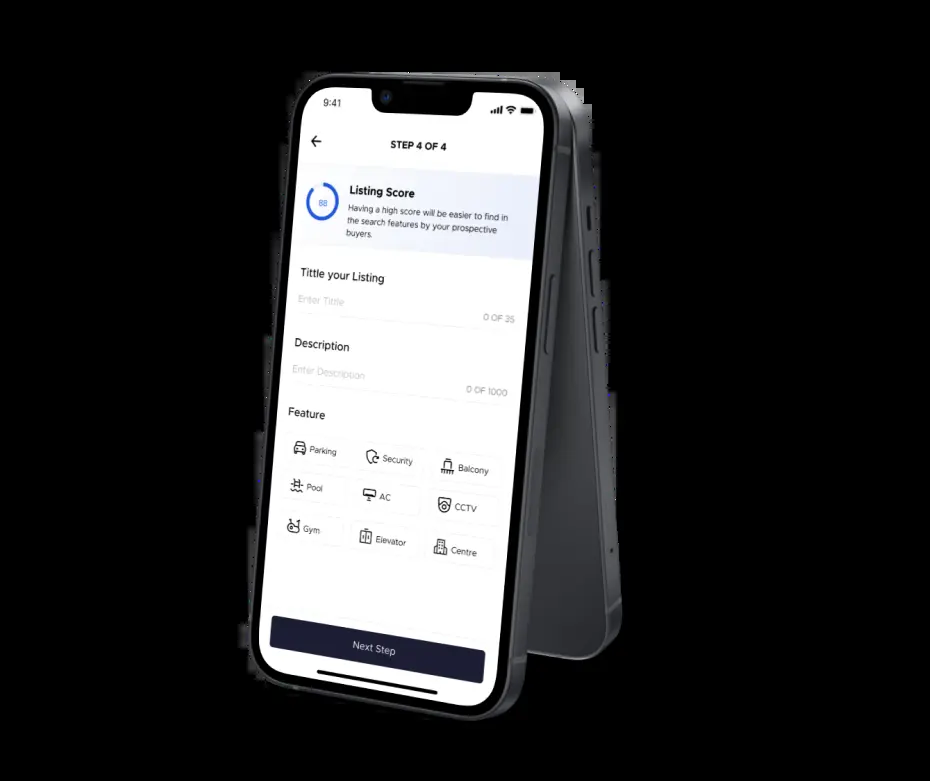 9:41
STEP 4 OF 4
88
Listing Score
Having a high score will be easier to find in
the search features by your prospective
buyers.
Tittle your Listing
Enter Tittle
0 OF 35
Description
Enter Description
0 OF 1000
Feature
Parking Security Balcony
Pool AC CCTV
Gym Elevator Centre
Next Step